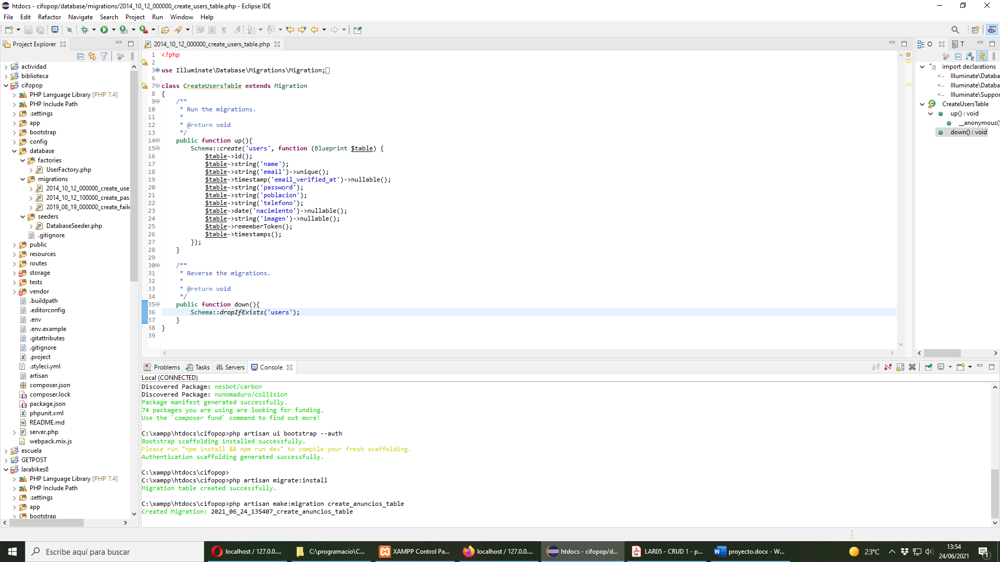 htdocs - cifopop/database/migrations/2014_10_12_000000_create_users_table.php - Eclipse IDE
File Edit Refactor Navigate Search Project Run Window Help
Project Explorer
actividad
biblioteca
cifopop
PHP Language Library [PHP 7.4]
PHP Include Path
.settings
app
bootstrap
config
database
factories
UserFactory.php
migrations
2014_10_12_000000_create_use
2014_10_12_100000_create_pas
2019_08_19_000000_create_faile
seeders
DatabaseSeeder.php
.gitignore
public
resources
routes
storage
tests
vendor
.buildpath
.editorconfig
.env
.env.example
.gitattributes
.gitignore
.project
.styleci.yml
artisan
composer.json
composer.lock
package.json
phpunit.xml
README.md
server.php
webpack.mix.js
escuela
GETPOST
larabikes8
PHP Language Library [PHP 7.4]
PHP Include Path
.settings
app
bootstrap
2014_10_12_000000_create_users_table.php
1 <?php
2
3 use Illuminate\Database\Migrations\Migration;
6
7 class CreateUsersTable extends Migration
8 {
9     /**
10      * Run the migrations.
11      *
12      * @return void
13      */
14     public function up(){
15         Schema::create('users', function (Blueprint $table) {
16             $table->id();
17             $table->string('name');
18             $table->string('email')->unique();
19             $table->timestamp('email_verified_at')->nullable();
20             $table->string('password');
21             $table->string('poblacion');
22             $table->string('telefono');
23             $table->date('nacimiento')->nullable();
24             $table->string('imagen')->nullable();
25             $table->rememberToken();
26             $table->timestamps();
27         });
28     }
29
30     /**
31      * Reverse the migrations.
32      *
33      * @return void
34      */
35     public function down(){
36         Schema::dropIfExists('users');
37     }
38 }
39
O T
import declarations
Illuminate\Databa
Illuminate\Databa
Illuminate\Suppor
CreateUsersTable
up() : void
__anonymous(S
down() : void
Problems Tasks Servers Console
Local (CONNECTED)
Discovered Package: nesbot/carbon
Discovered Package: nunomaduro/collision
Package manifest generated successfully.
74 packages you are using are looking for funding.
Use the `composer fund` command to find out more!
C:\xampp\htdocs\cifopop>php artisan ui bootstrap --auth
Bootstrap scaffolding installed successfully.
Please run "npm install && npm run dev" to compile your fresh scaffolding.
Authentication scaffolding generated successfully.
C:\xampp\htdocs\cifopop>
C:\xampp\htdocs\cifopop>php artisan migrate:install
Migration table created successfully.
C:\xampp\htdocs\cifopop>php artisan make:migration create_anuncios_table
Created Migration: 2021_06_24_135407_create_anuncios_table
Escribe aquí para buscar
localhost / 127.0.0....
C:\programacio\C...
XAMPP Control Pa...
localhost / 127.0.0....
htdocs - cifopop/d...
LAR05 - CRUD 1 - p...
proyecto.docx - W...
23°C
13:54
24/06/2021
1